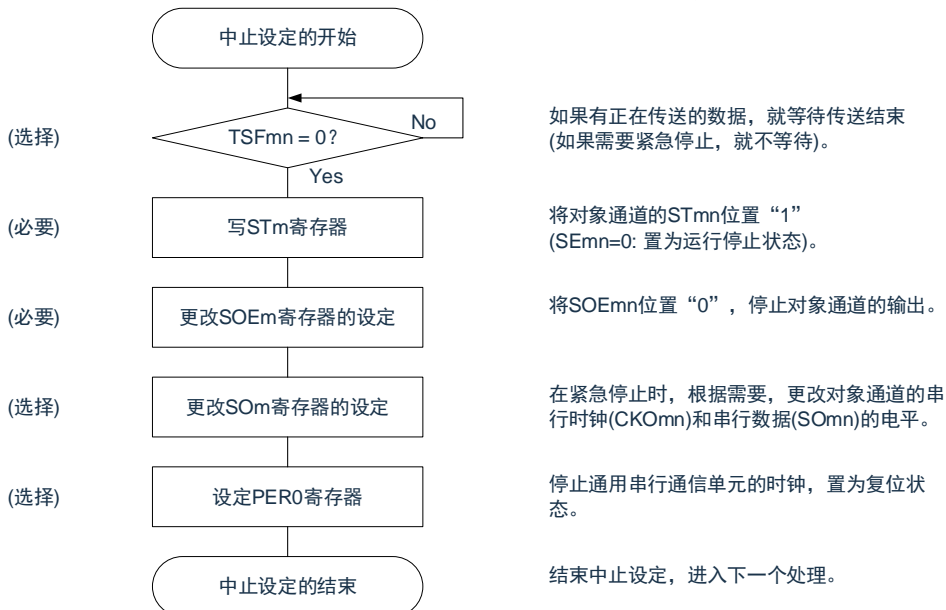 中止设定的开始
(选择)
TSFmn = 0?
No
如果有正在传送的数据，就等待传送结束
(如果需要紧急停止，就不等待)。
Yes
(必要)
写STm寄存器
将对象通道的STmn位置“1”
(SEmn=0: 置为运行停止状态)。
(必要)
更改SOEm寄存器的设定
将SOEmn位置“0”，停止对象通道的输出。
(选择)
更改SOm寄存器的设定
在紧急停止时，根据需要，更改对象通道的串
行时钟(CKOmn)和串行数据(SOmn)的电平。
(选择)
设定PER0寄存器
停止通用串行通信单元的时钟，置为复位状
态。
中止设定的结束
结束中止设定，进入下一个处理。